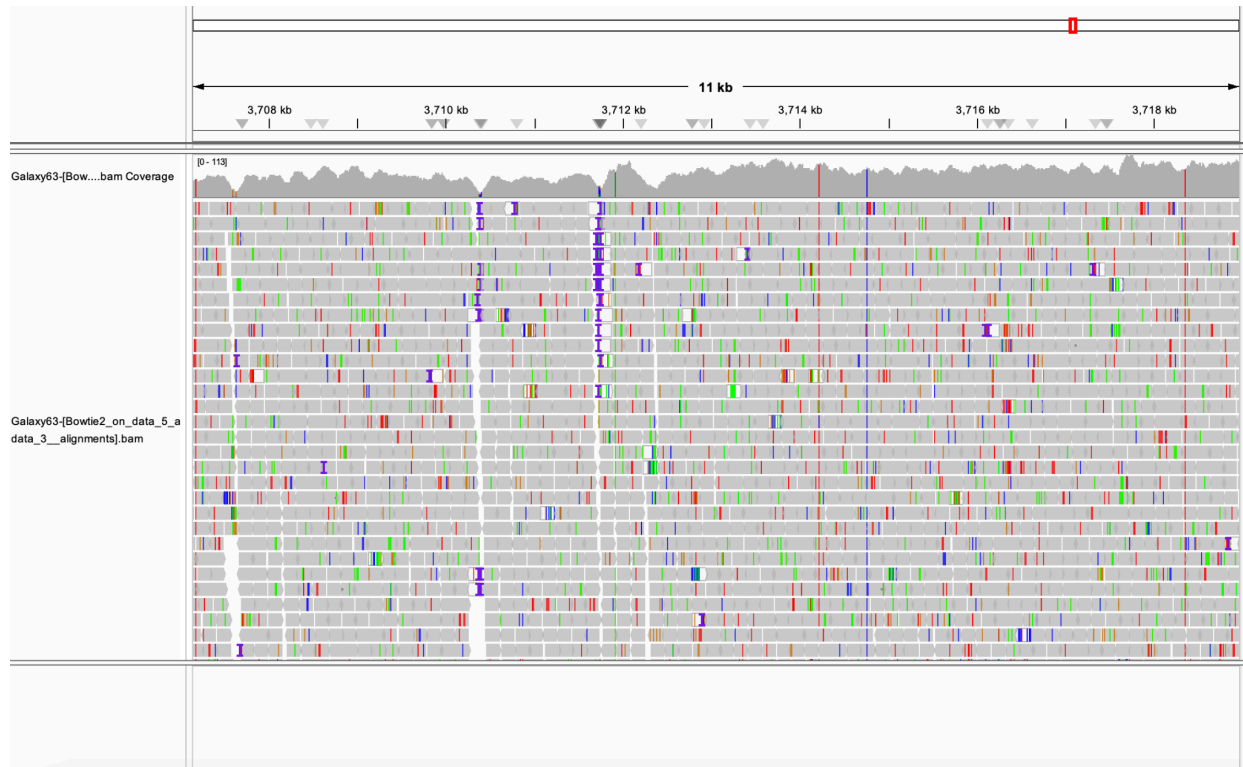 11 kb
3,708 kb 3,710 kb 3,712 kb 3,714 kb 3,716 kb 3,718 kb
[0 - 113]
Galaxy63-[Bow....bam Coverage
Galaxy63-[Bowtie2_on_data_5_a
data_3__alignments].bam